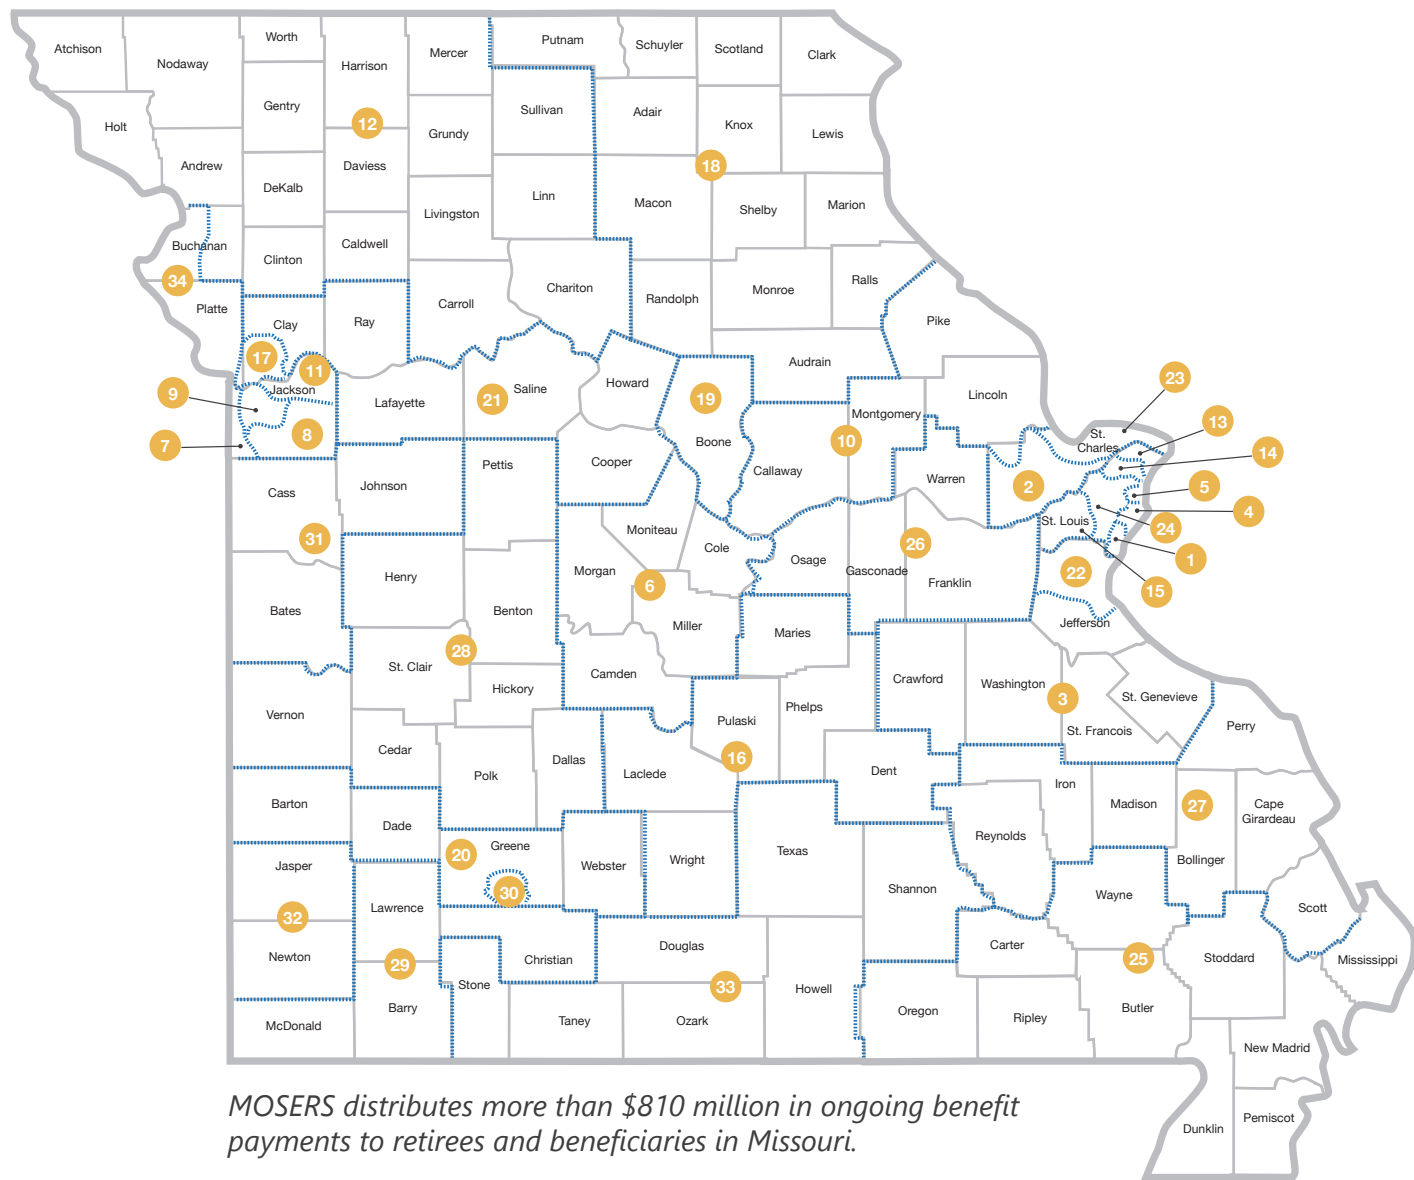 Atchison
Nodaway
Worth
Harrison
Mercer
Putnam
Schuyler
Scotland
Clark
Holt
Gentry
12
Grundy
Sullivan
Adair
Knox
Lewis
Andrew
DeKalb
Daviess
Livingston
Linn
Macon
18
Shelby
Marion
Buchanan
Clinton
Caldwell
34
Platte
Clay
Ray
Carroll
Chariton
Randolph
Monroe
Ralls
Pike
17
11
Jackson
Lafayette
21
Saline
Howard
19
Boone
Audrain
Montgomery
Lincoln
23
9
8
7
10
Callaway
St.
Charles
13
14
Cass
Johnson
Pettis
Cooper
Warren
2
5
4
31
Moniteau
Cole
St. Louis
24
1
15
Bates
Henry
Benton
Morgan
6
Miller
Osage
Gasconade
26
Franklin
22
Jefferson
28
St. Clair
Hickory
Camden
Maries
Crawford
Washington
3
St. Genevieve
St. Francois
Perry
Vernon
Cedar
Polk
Dallas
Laclede
Pulaski
16
Phelps
Dent
Iron
Madison
27
Cape
Girardeau
Barton
Dade
20
Greene
30
Webster
Wright
Texas
Reynolds
Bollinger
Jasper
32
Lawrence
Shannon
Wayne
Scott
Newton
29
Stone
Christian
Douglas
33
Carter
25
Stoddard
Mississippi
McDonald
Barry
Taney
Ozark
Howell
Oregon
Ripley
Butler
New Madrid
Dunklin
Pemiscot
MOSERS distributes more than $810 million in ongoing benefit
payments to retirees and beneficiaries in Missouri.